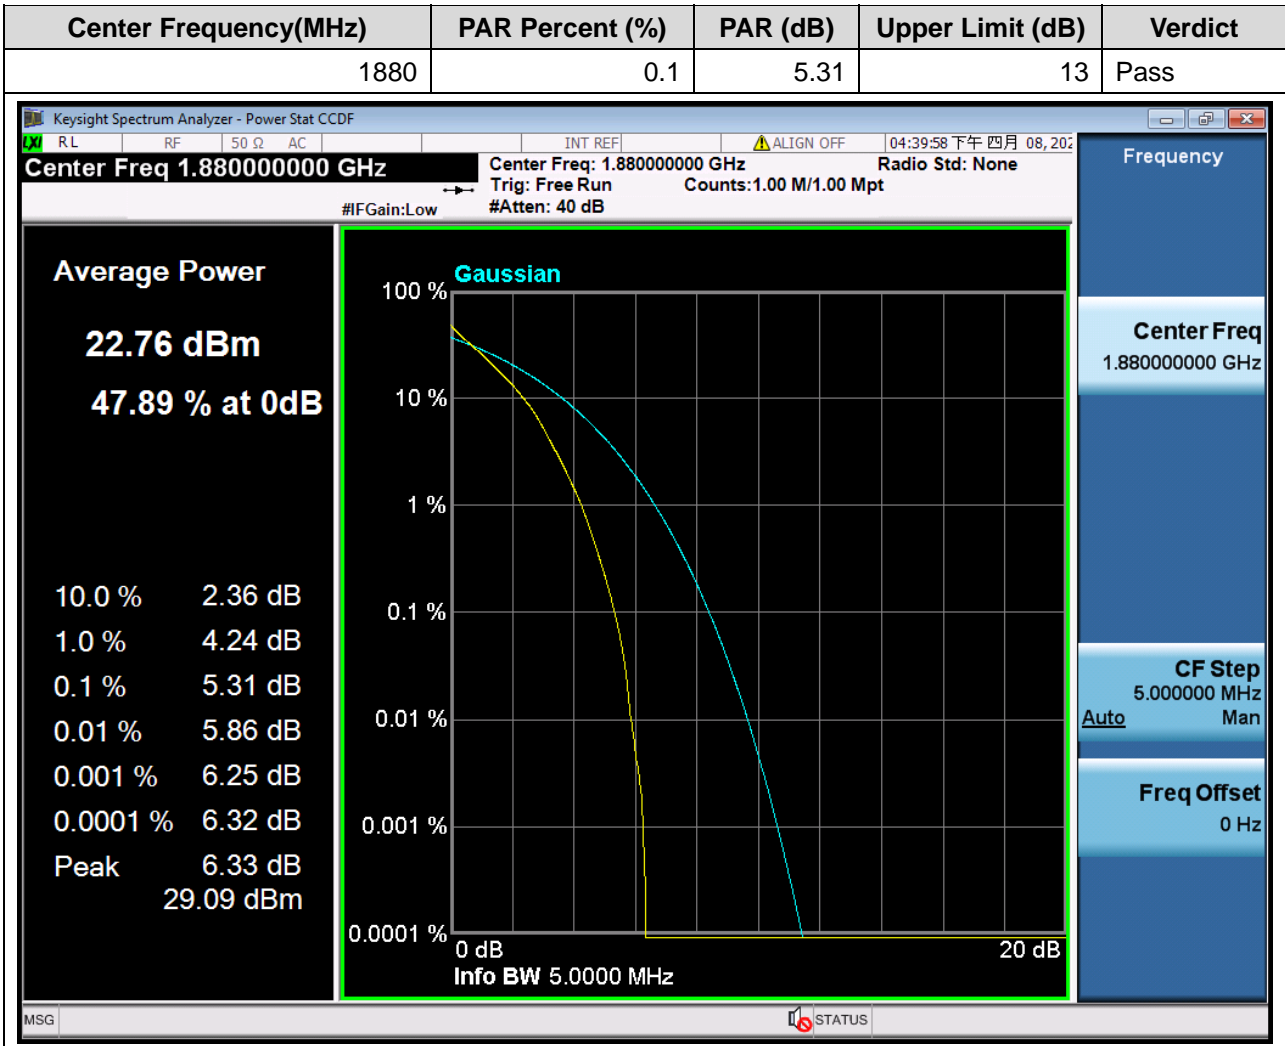 Center Frequency(MHz) PAR Percent (%) PAR (dB) Upper Limit (dB) Verdict
1880 0.1 5.31 13 Pass
Keysight Spectrum Analyzer - Power Stat CCDF
LXI RL RF 50 Ω AC INT REF ALIGN OFF 04:39:58 下午 四月 08, 202
Center Freq 1.880000000 GHz
Center Freq: 1.880000000 GHz Radio Std: None
Trig: Free Run Counts:1.00 M/1.00 Mpt
#IFGain:Low #Atten: 40 dB
Average Power
22.76 dBm
47.89 % at 0dB
10.0 % 2.36 dB
1.0 % 4.24 dB
0.1 % 5.31 dB
0.01 % 5.86 dB
0.001 % 6.25 dB
0.0001 % 6.32 dB
Peak 6.33 dB
29.09 dBm
Gaussian
100 %
10 %
1 %
0.1 %
0.01 %
0.001 %
0.0001 %
0 dB 20 dB
Info BW 5.0000 MHz
Frequency
Center Freq
1.880000000 GHz
CF Step
5.000000 MHz
Auto Man
Freq Offset
0 Hz
MSG STATUS